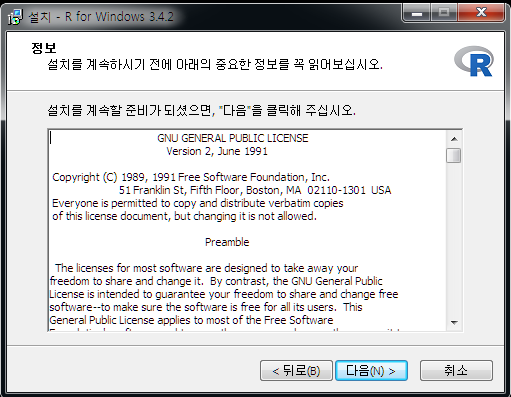 설치 - R for Windows 3.4.2
정보
설치를 계속하시기 전에 아래의 중요한 정보를 꼭 읽어보십시오.
R
설치를 계속할 준비가 되셨으면, "다음"을 클릭해 주십시오.
GNU GENERAL PUBLIC LICENSE
Version 2, June 1991
Copyright (C) 1989, 1991 Free Software Foundation, Inc.
51 Franklin St, Fifth Floor, Boston, MA 02110-1301 USA
Everyone is permitted to copy and distribute verbatim copies
of this license document, but changing it is not allowed.
Preamble
The licenses for most software are designed to take away your
freedom to share and change it. By contrast, the GNU General Public
License is intended to guarantee your freedom to share and change free
software--to make sure the software is free for all its users. This
General Public License applies to most of the Free Software
< 뒤로(B)
다음(N) >
취소